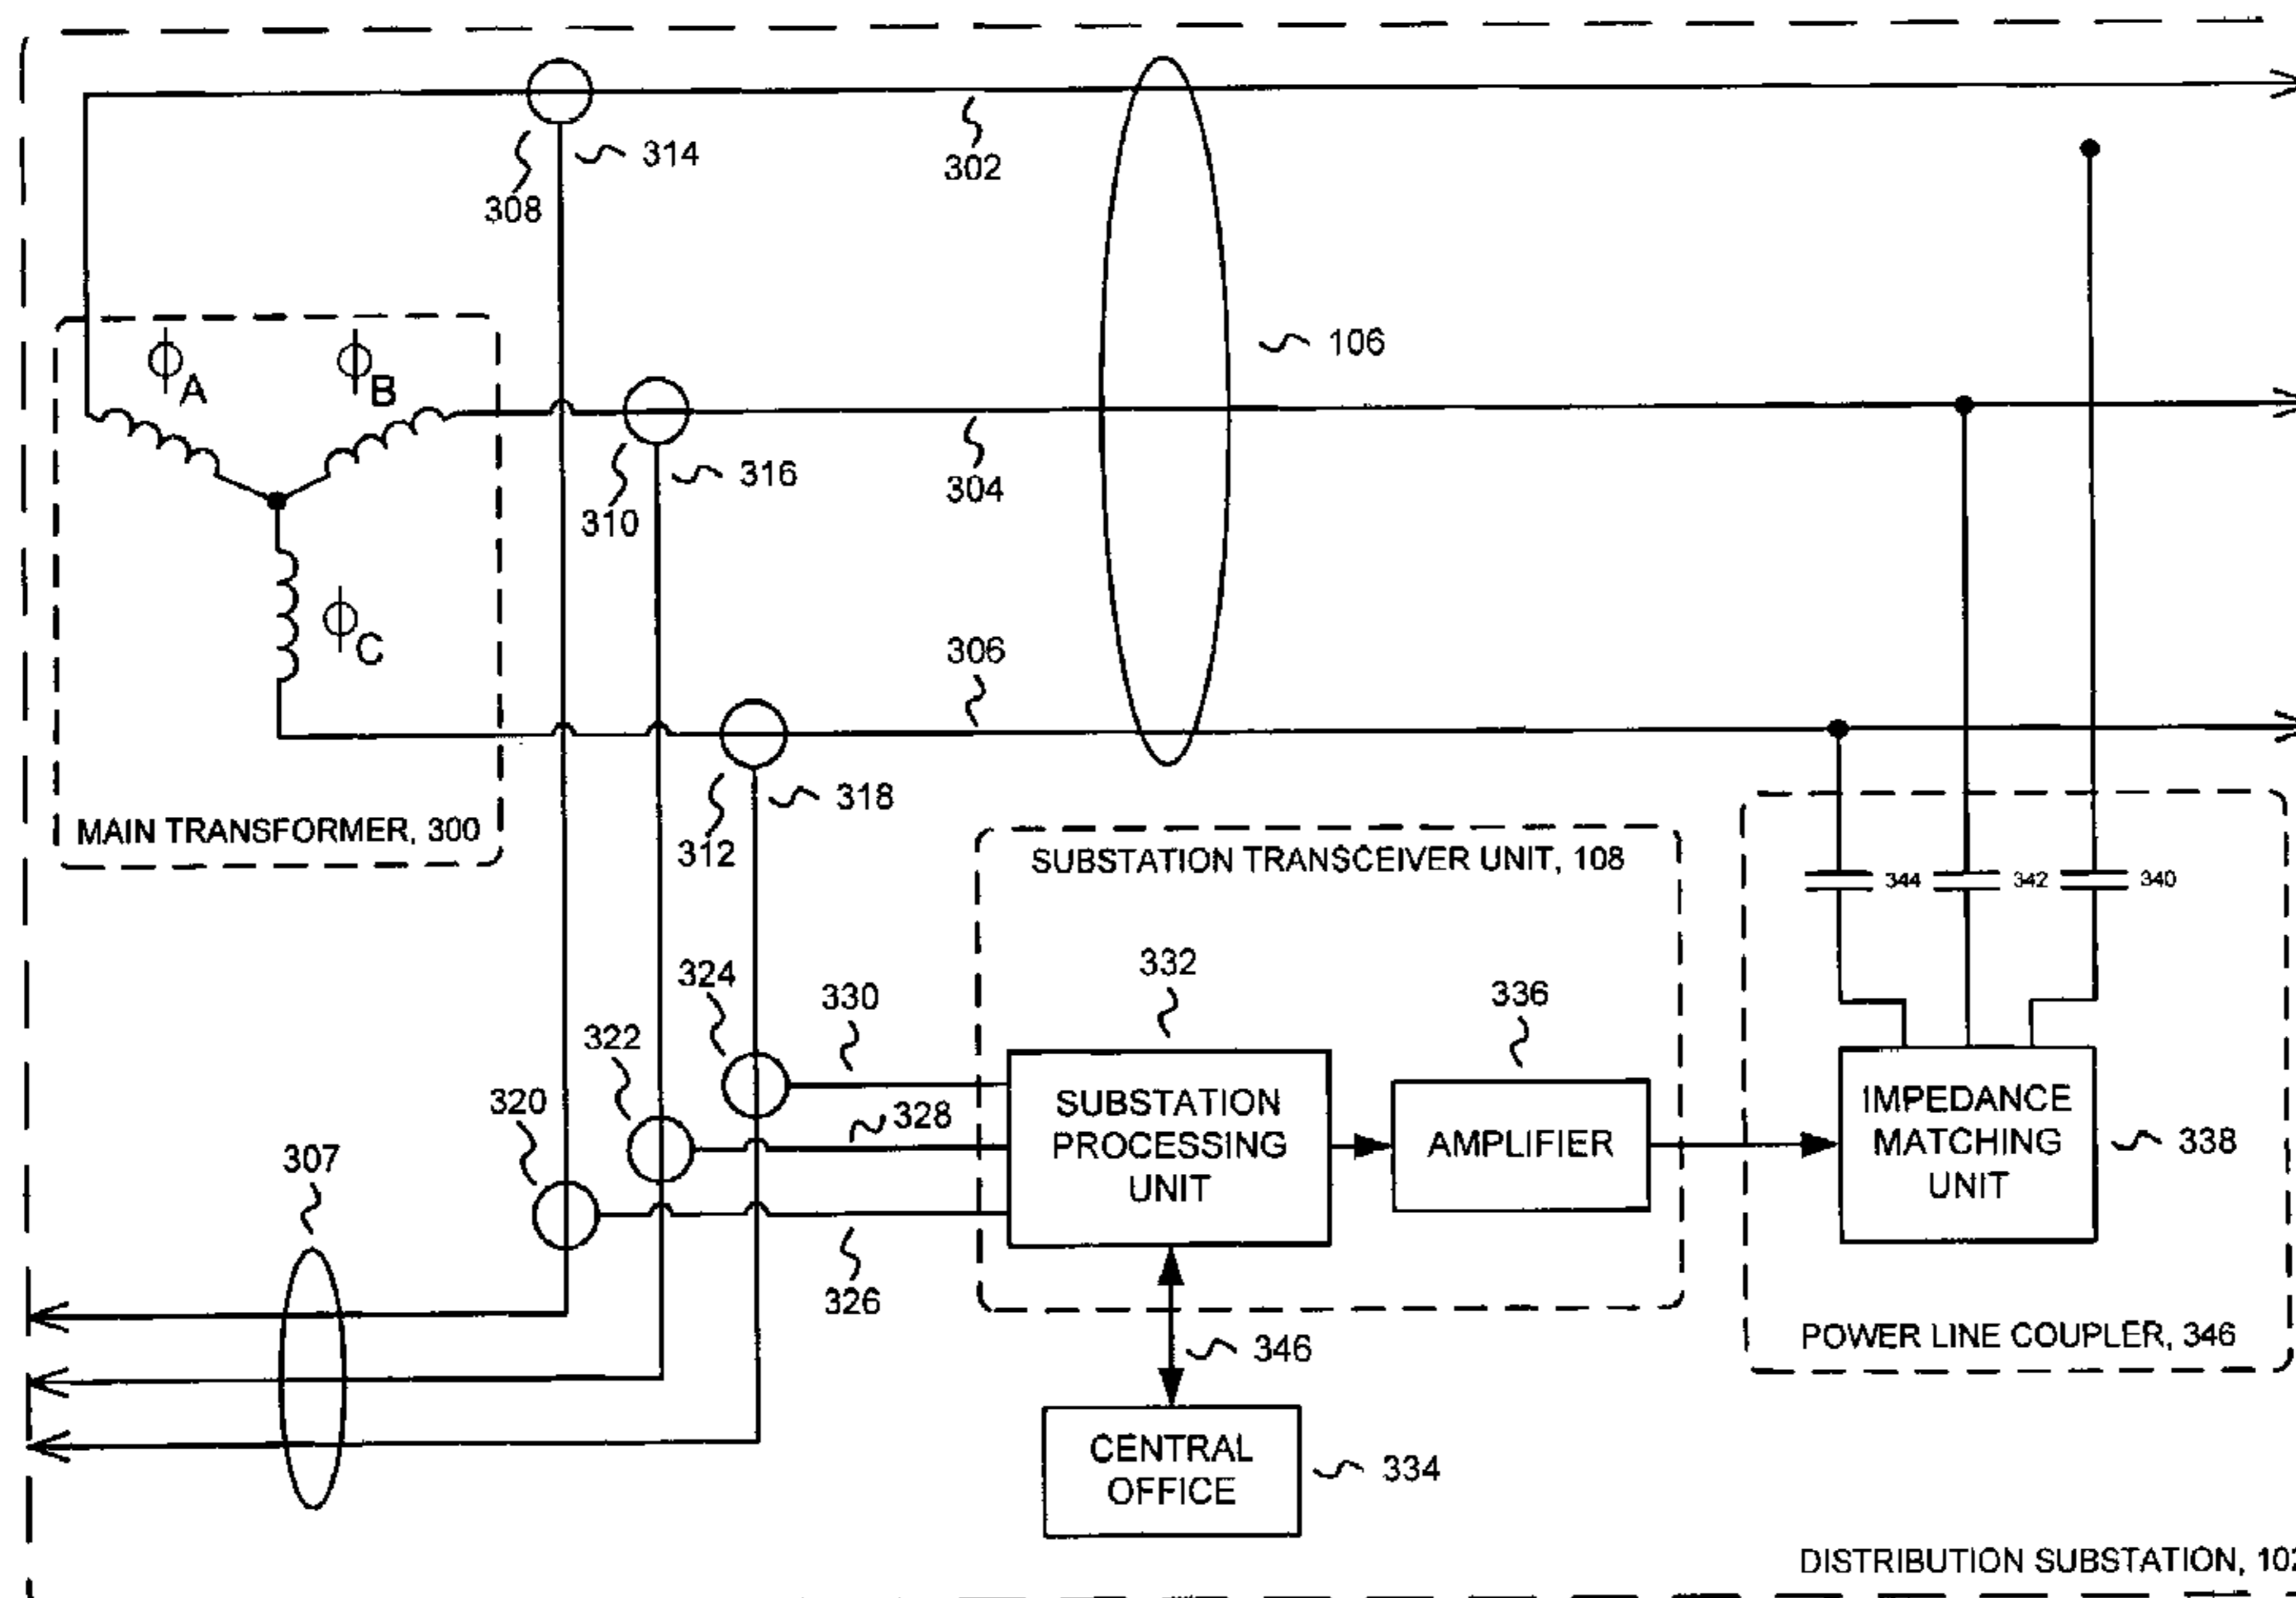 314
302
308
106
ϕA
ϕB
316
304
310
ϕC
306
318
312
MAIN TRANSFORMER, 300
SUBSTATION TRANSCEIVER UNIT, 108
344
342
340
324
330
332
336
322
320
328
SUBSTATION
PROCESSING
UNIT
AMPLIFIER
IMPEDANCE
MATCHING
UNIT
338
307
326
346
POWER LINE COUPLER, 346
CENTRAL
OFFICE
334
DISTRIBUTION SUBSTATION, 102